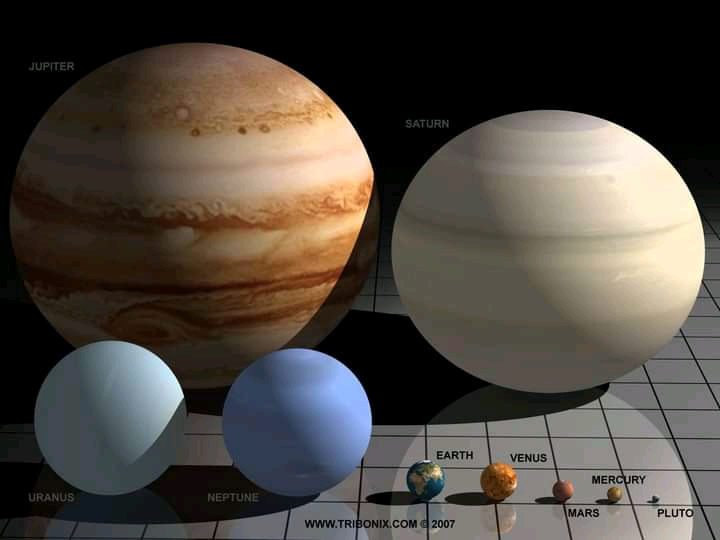 JUPITER
SATURN
EARTH
VENUS
MERCURY
URANUS
NEPTUNE
MARS
PLUTO
WWW.TRIBONIX.COM © 2007